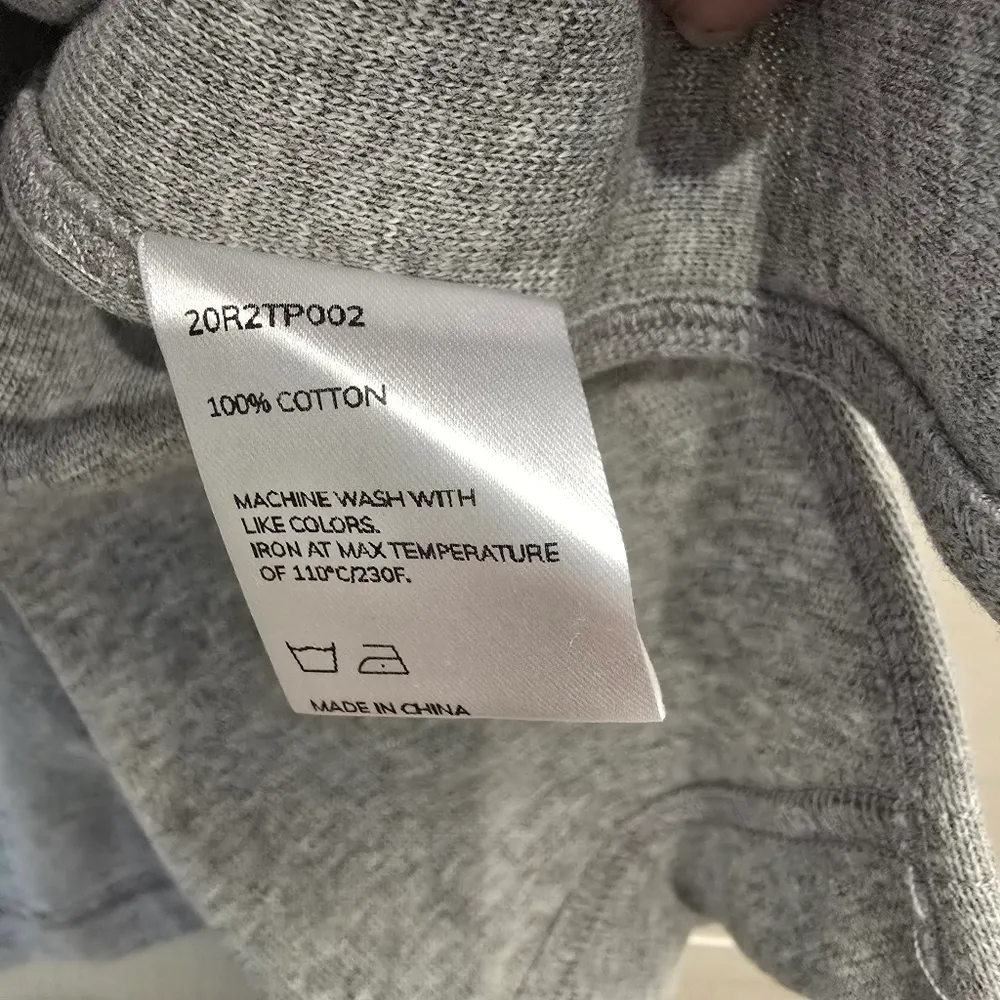 20R2TP002
100% COTTON
MACHINE WASH WITH
LIKE COLORS.
IRON AT MAX TEMPERATURE
OF 110°C/230F.
MADE IN CHINA